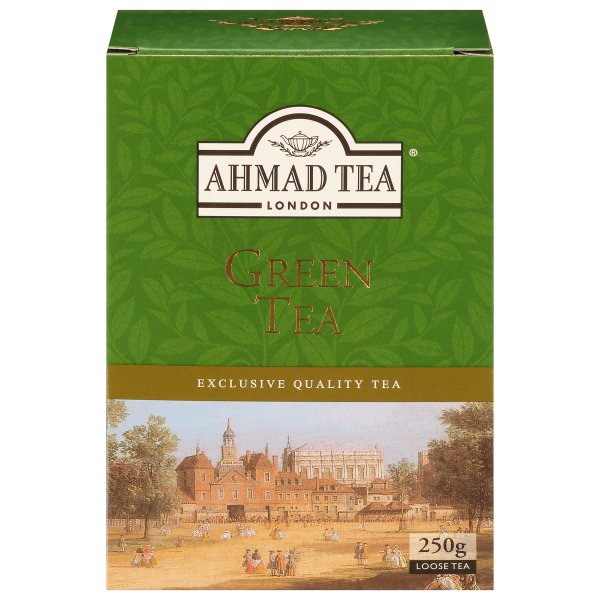 AHMAD TEA®
LONDON
GREEN
TEA
EXCLUSIVE QUALITY TEA
250g
LOOSE TEA